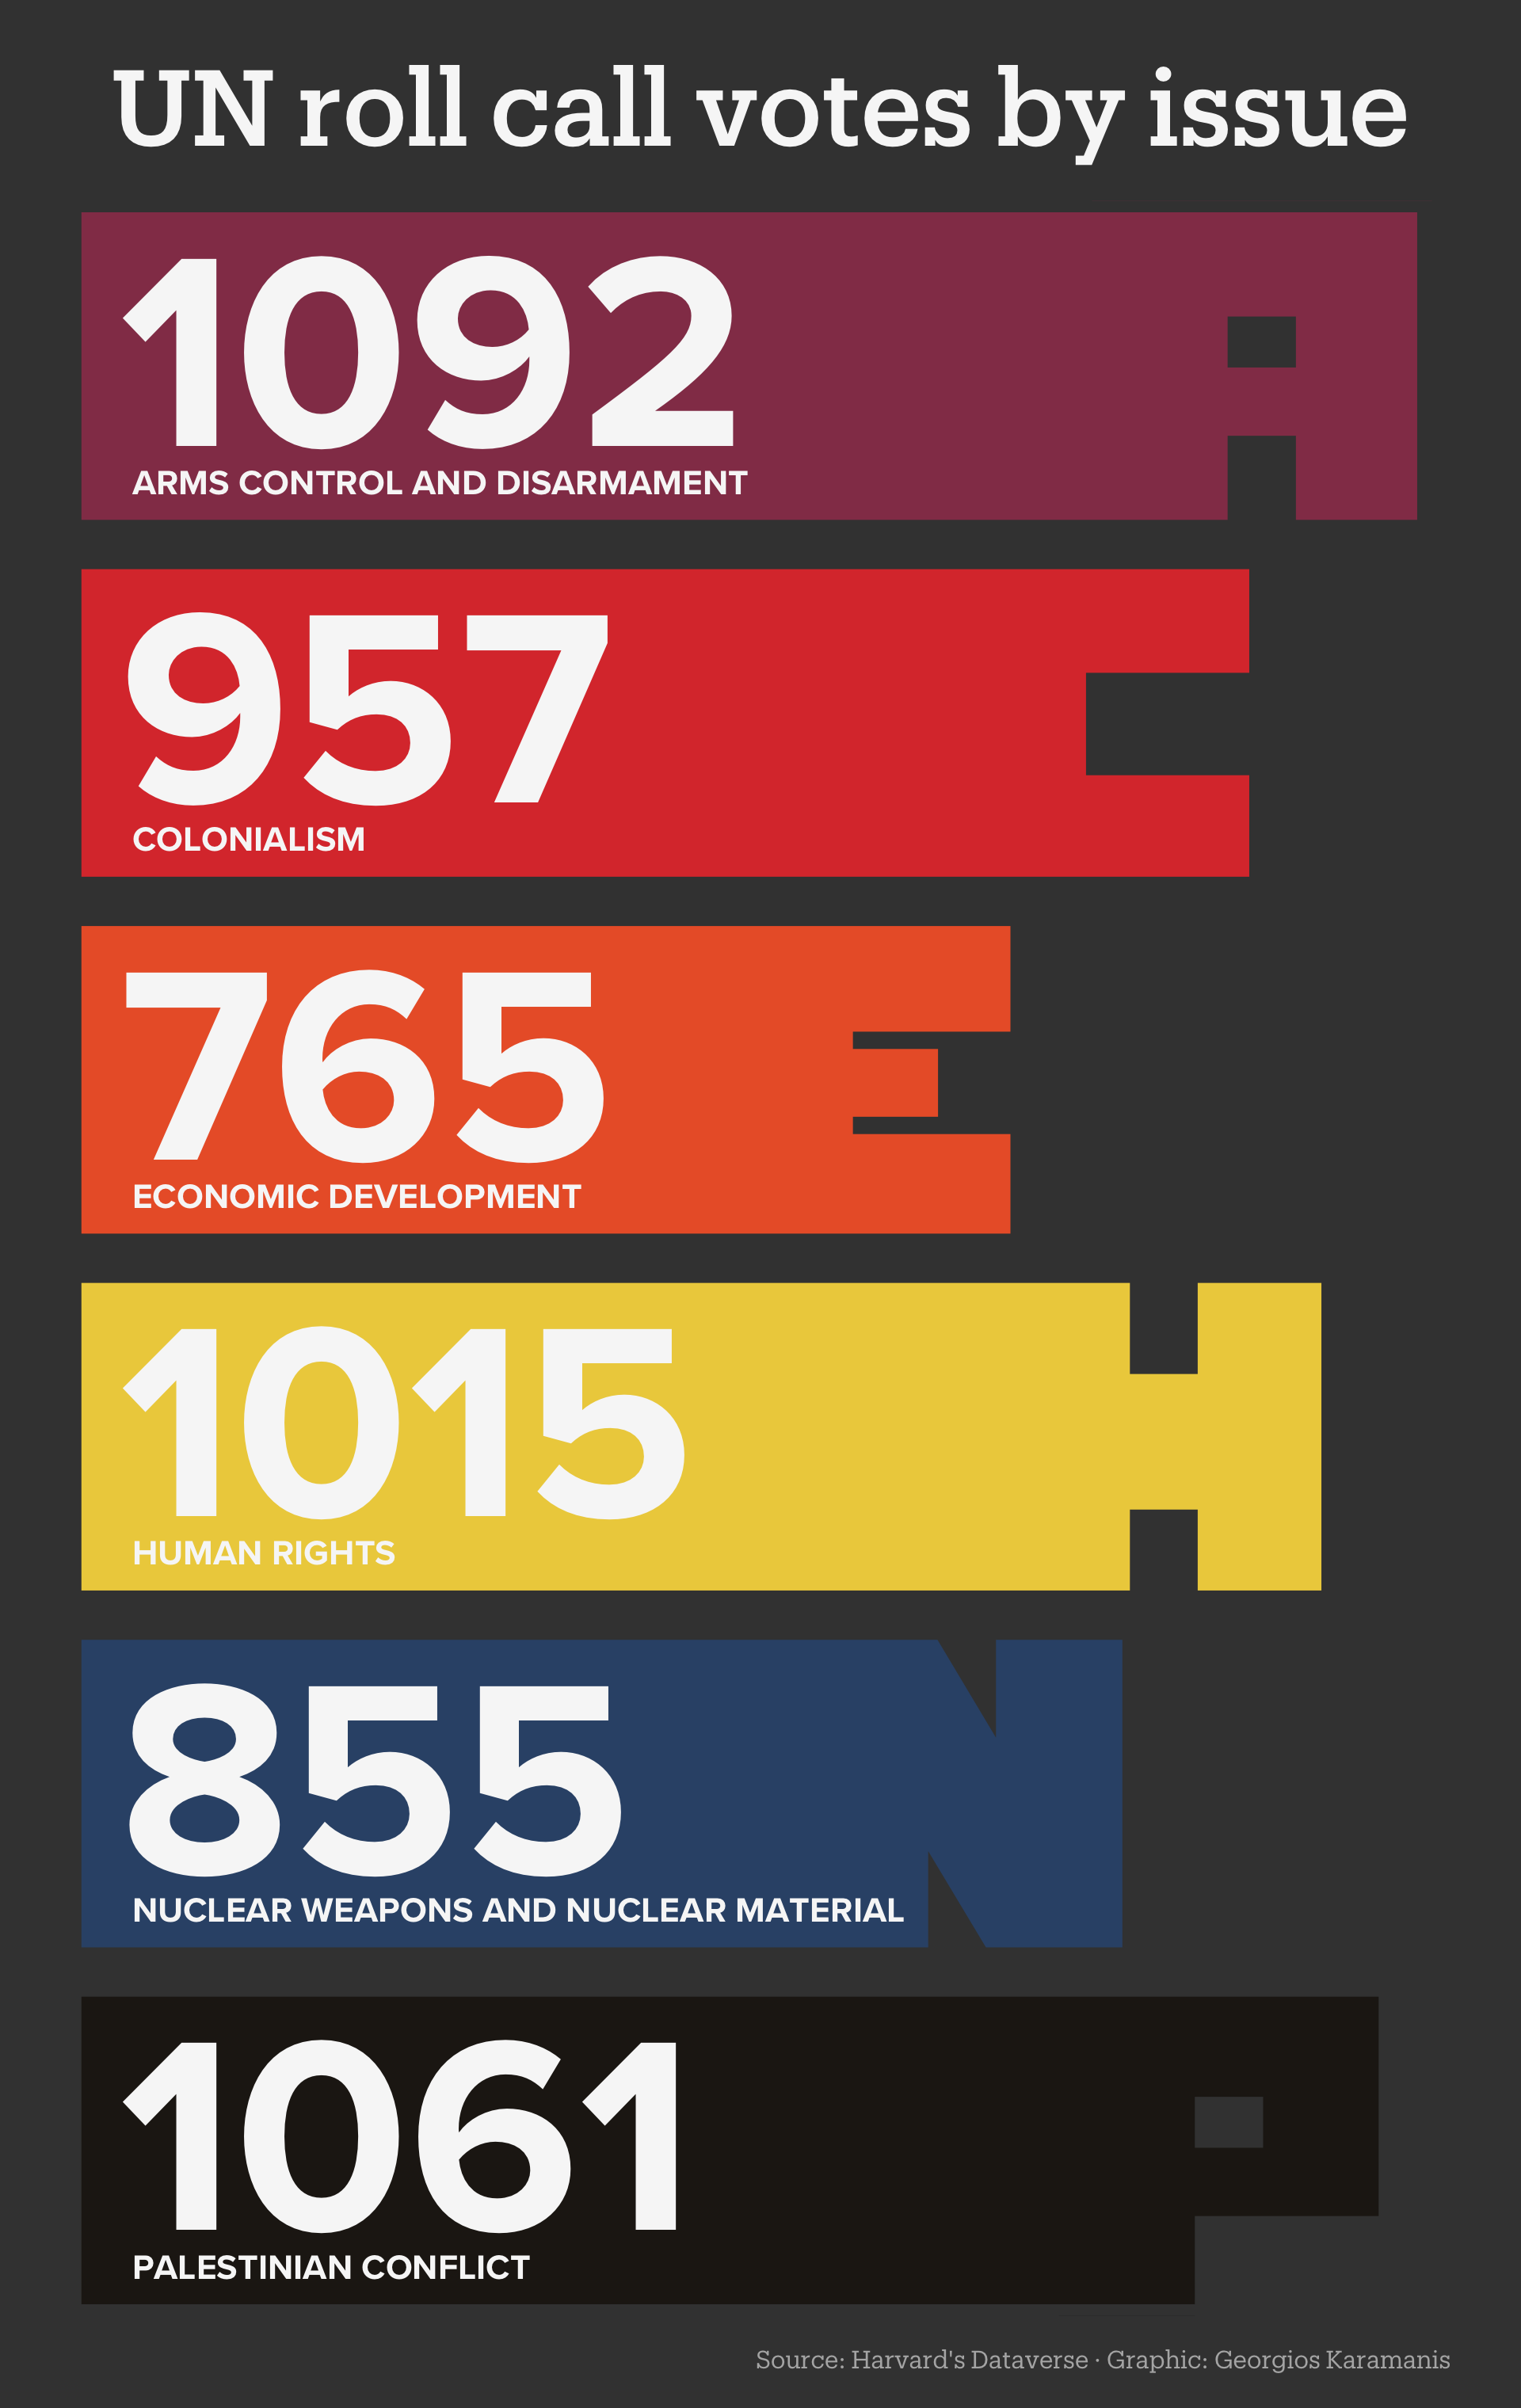 UN roll call votes by issue
1092
ARMS CONTROL AND DISARMAMENT
A
957
COLONIALISM
C
765
ECONOMIC DEVELOPMENT
E
1015
HUMAN RIGHTS
H
855
NUCLEAR WEAPONS AND NUCLEAR MATERIAL
N
1061
PALESTINIAN CONFLICT
P
Source: Harvard's Dataverse · Graphic: Georgios Karamanis